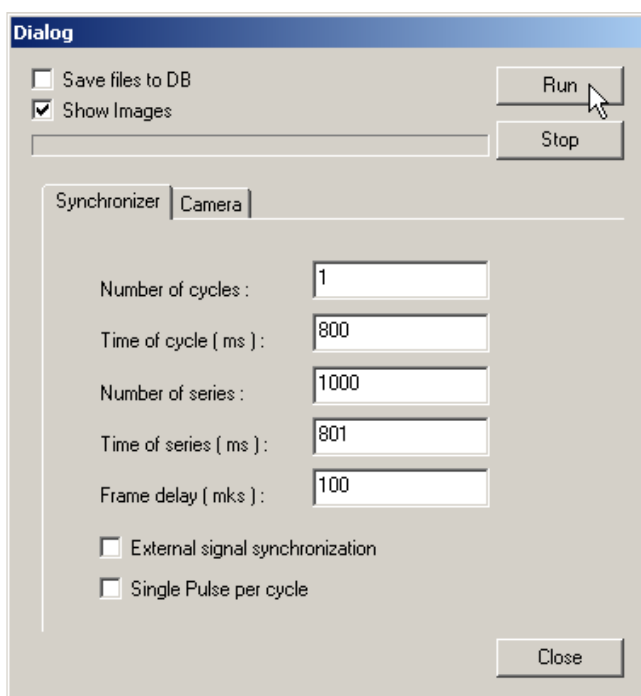 Dialog
Save files to DB
Run
Show Images
Stop
Synchronizer Camera
Number of cycles : 1
Time of cycle ( ms ) : 800
Number of series : 1000
Time of series ( ms ) : 801
Frame delay ( mks ) : 100
External signal synchronization
Single Pulse per cycle
Close